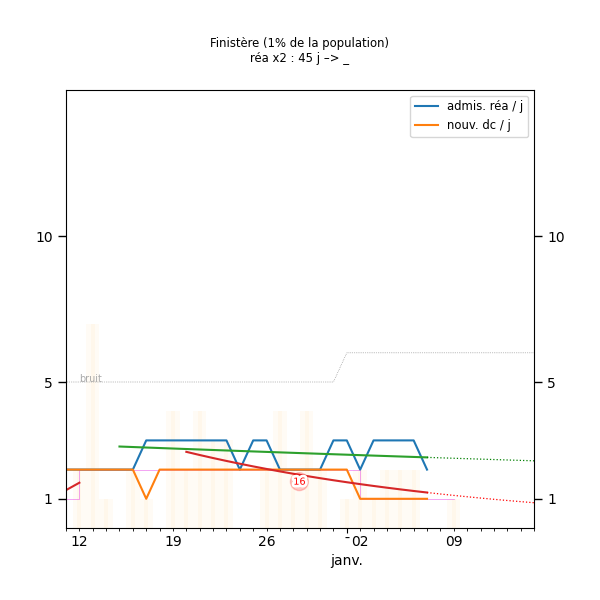 Finistère (1% de la population)
réa x2 : 45 j –> _
admis. réa / j
nouv. dc / j
10 10
5 5
bruit
16
1 1
12 19 26 02 09
janv.